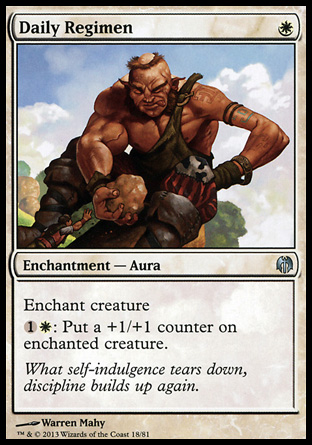 Daily Regimen
Enchantment — Aura
Enchant creature
1: Put a +1/+1 counter on
enchanted creature.
What self-indulgence tears down,
discipline builds up again.
Warren Mahy
™ & © 2013 Wizards of the Coast 18/81